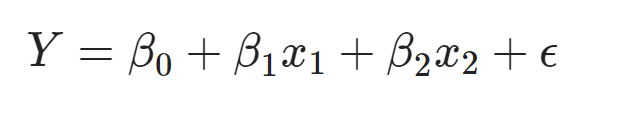 Y = β₀ + β₁x₁ + β₂x₂ + ϵ